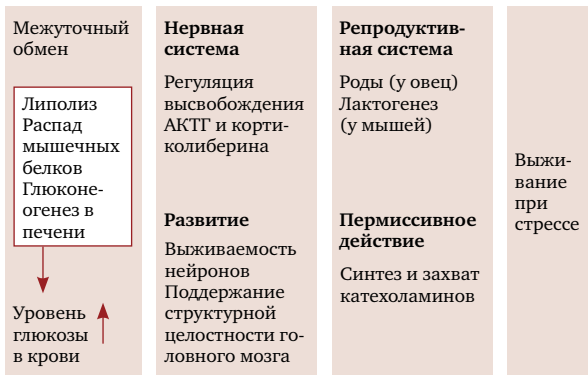 Межуточный
обмен
Липолиз
Распад
мышечных
белков
Глюконе-
огенез в
печени
Уровень
глюкозы
в крови
Нервная
система
Регуляция
высвобождения
АКТГ и корти-
колиберина
Развитие
Выживаемость
нейронов
Поддержание
структурной
целостности го-
ловного мозга
Репродуктив-
ная система
Роды (у овец)
Лактогенез
(у мышей)
Пермиссивное
действие
Синтез и захват
катехоламинов
Выжи-
вание
при
стрессе